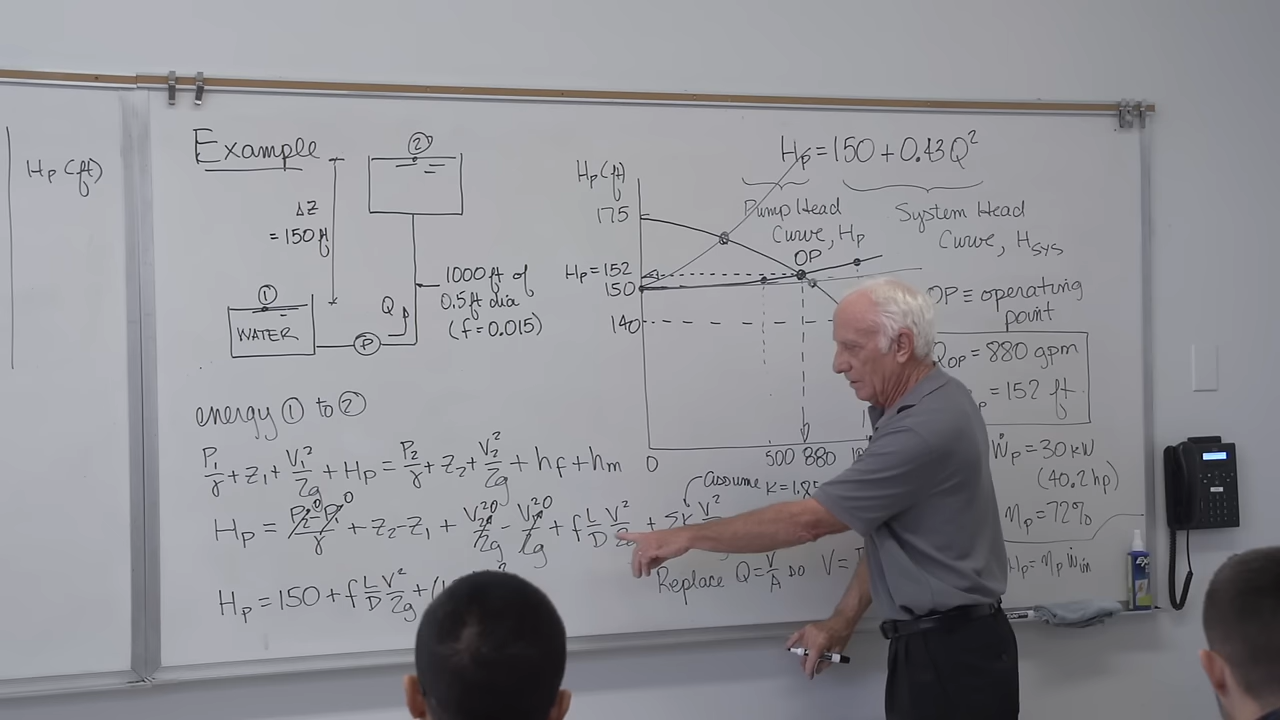 Hp (ft)
Example
②
ΔZ
= 150 ft
①
WATER
P
Q
1000 ft of
0.5 ft dia
(f = 0.015)
energy ① to ②
P₁/γ + Z₁ + V₁²/2g + Hp = P₂/γ + Z₂ + V₂²/2g + hf + hm
Hp = P₂-P₁/γ + Z₂-Z₁ + V₂²/2g - V₁²/2g + f L/D V²/2g + ΣK V²
assume K = 1.85
Replace Q = V/A so V =
Hp = 150 + f L/D V²/2g + (
Hp = 150 + 0.43Q²
Pump Head
Curve, Hp
System Head
Curve, Hsys
Hp (ft)
175
Hp = 152
150
140
OP
0
500 880
OP ≡ operating
point
Qop = 880 gpm
= 152 ft
Ẇp = 30 kW
(40.2 hp)
ηp = 72%
Hp = ηp Ẇin